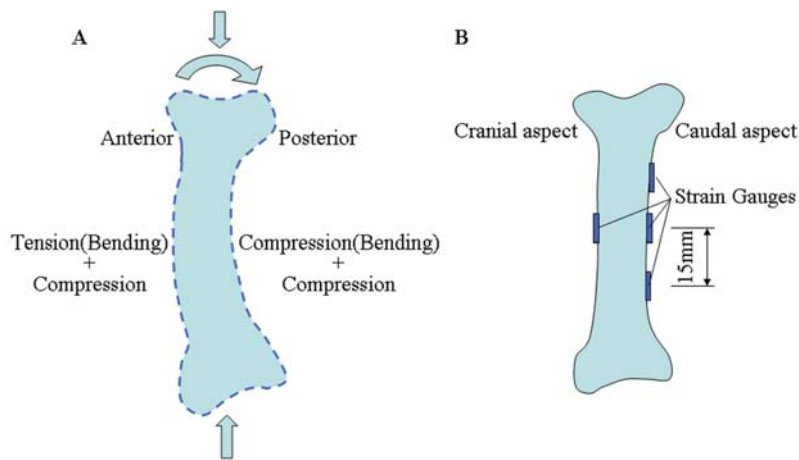 A
Anterior
Posterior
Tension(Bending)
+
Compression
Compression(Bending)
+
Compression
B
Cranial aspect
Caudal aspect
Strain Gauges
15mm